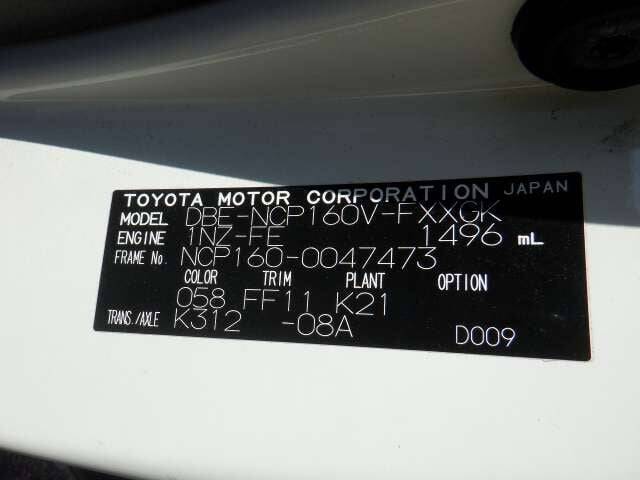 TOYOTA MOTOR CORPORATION JAPAN
MODEL DBE-NCP160V-FXXGK
ENGINE 1NZ-FE 1496 mL
FRAME No. NCP160-0047473
COLOR TRIM PLANT OPTION
058 FF11 K21
TRANS./AXLE K312 -08A D009